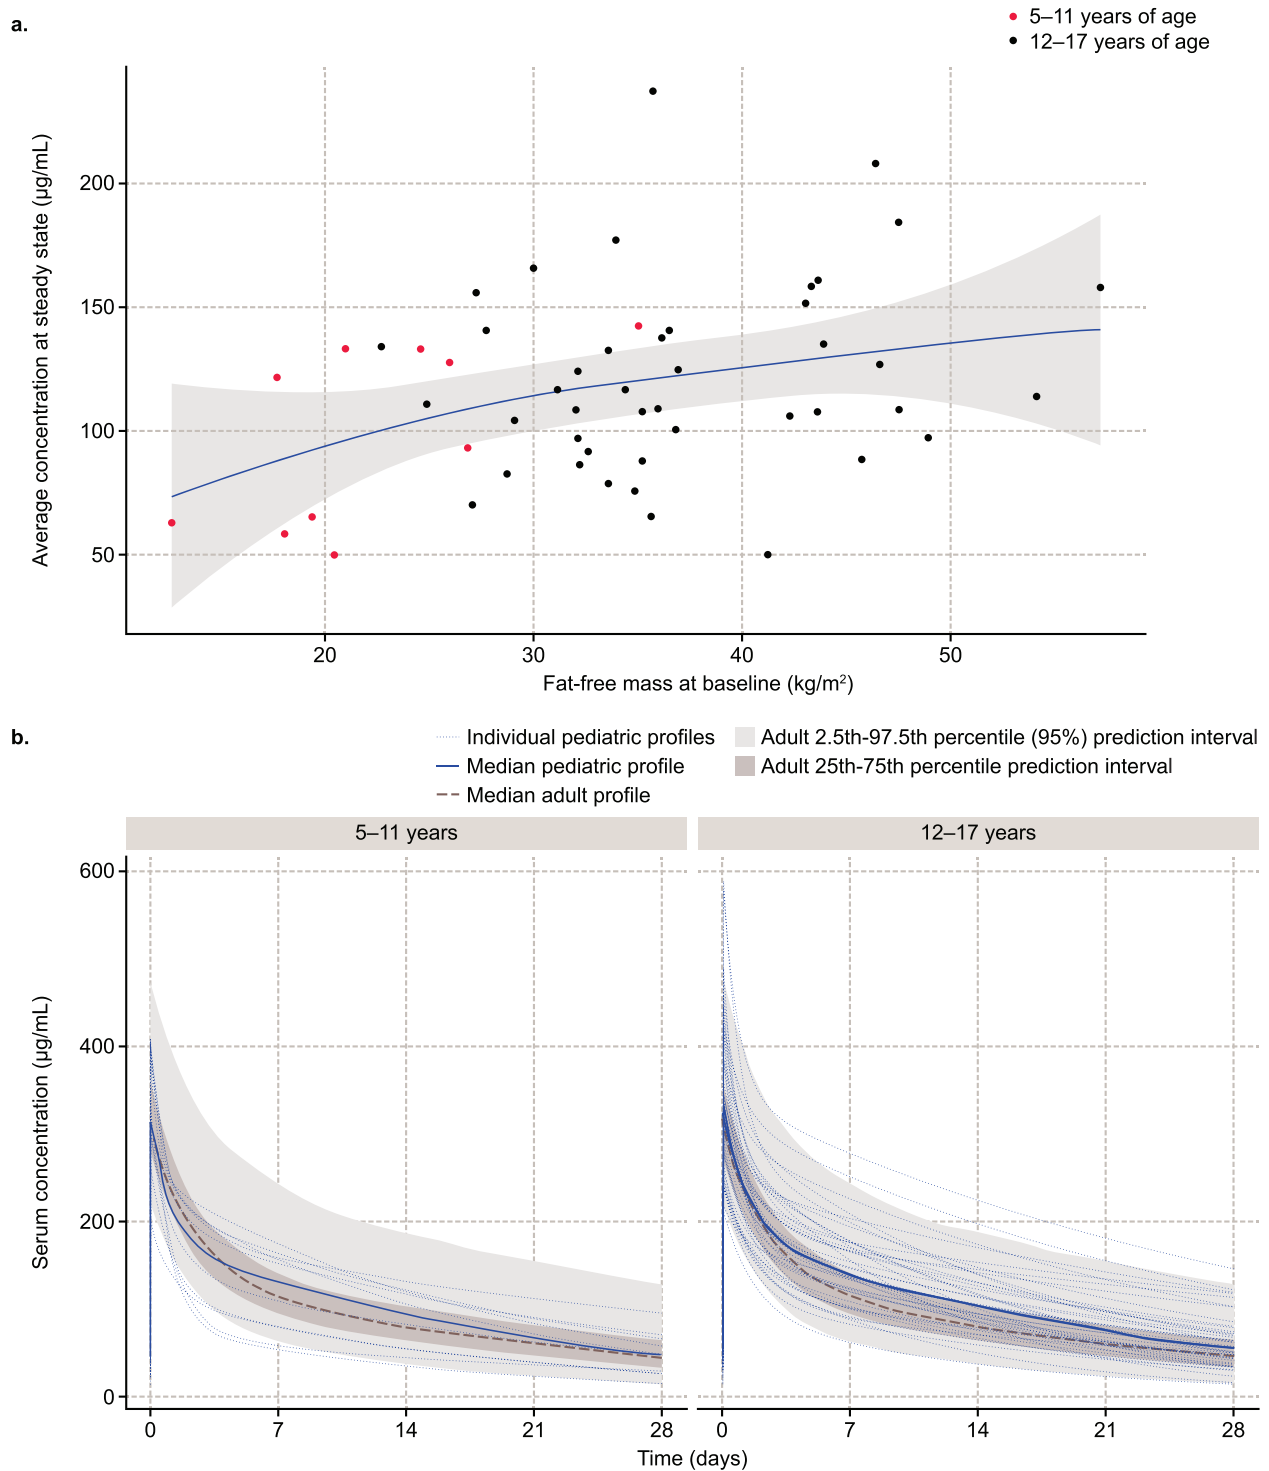 a.
5–11 years of age
12–17 years of age
Average concentration at steady state (µg/mL)
200
150
100
50
20 30 40 50
Fat-free mass at baseline (kg/m²)
b.
Individual pediatric profiles
Median pediatric profile
Median adult profile
Adult 2.5th-97.5th percentile (95%) prediction interval
Adult 25th-75th percentile prediction interval
5–11 years
12–17 years
Serum concentration (µg/mL)
600
400
200
0
0 7 14 21 28
0 7 14 21 28
Time (days)